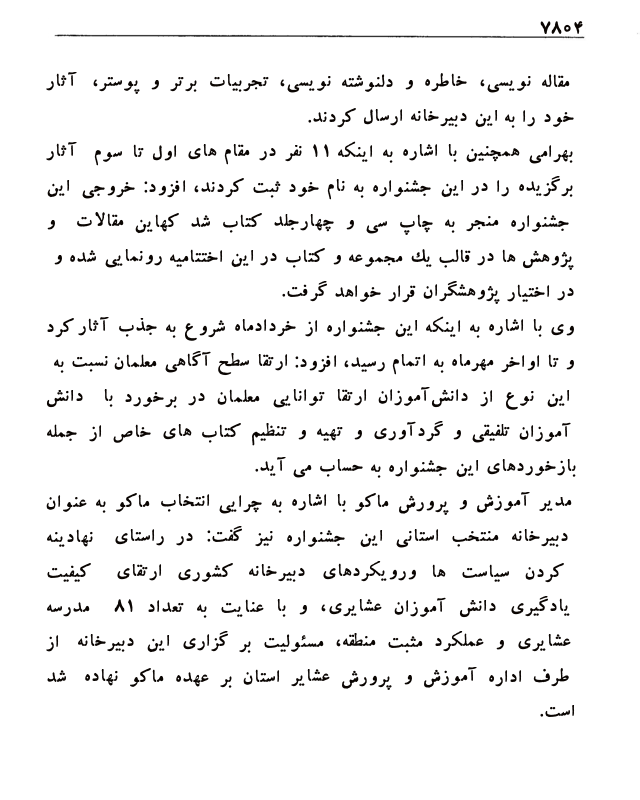 ۷۸۰۴
مقاله نویسی، خاطره و دلنوشته نویسی، تجربیات برتر و پوستر، آثار
خود را به این دبیرخانه ارسال کردند.
بهرامی همچنین با اشاره به اینکه ۱۱ نفر در مقام های اول تا سوم آثار
برگزیده را در این جشنواره به نام خود ثبت کردند، افزود: خروجی این
جشنواره منجر به چاپ سی و چهارجلد کتاب شد کهاین مقالات و
پژوهش ها در قالب یك مجموعه و کتاب در این اختتامیه رونمایی شده و
در اختیار پژوهشگران قرار خواهد گرفت.
وی با اشاره به اینکه این جشنواره از خردادماه شروع به جذب آثار کرد
و تا اواخر مهرماه به اتمام رسید، افزود: ارتقا سطح آگاهی معلمان نسبت به
این نوع از دانش‌آموزان ارتقا توانایی معلمان در برخورد با دانش
آموزان تلفیقی و گردآوری و تهیه و تنظیم کتاب های خاص از جمله
بازخوردهای این جشنواره به حساب می آید.
مدیر آموزش و پرورش ماکو با اشاره به چرایی انتخاب ماکو به عنوان
دبیرخانه منتخب استانی این جشنواره نیز گفت: در راستای نهادینه
کردن سیاست ها ورویکردهای دبیرخانه کشوری ارتقای کیفیت
یادگیری دانش آموزان عشایری، و با عنایت به تعداد ۸۱ مدرسه
عشایری و عملکرد مثبت منطقه، مسئولیت بر گزاری این دبیرخانه از
طرف اداره آموزش و پرورش عشایر استان بر عهده ماکو نهاده شد
است.